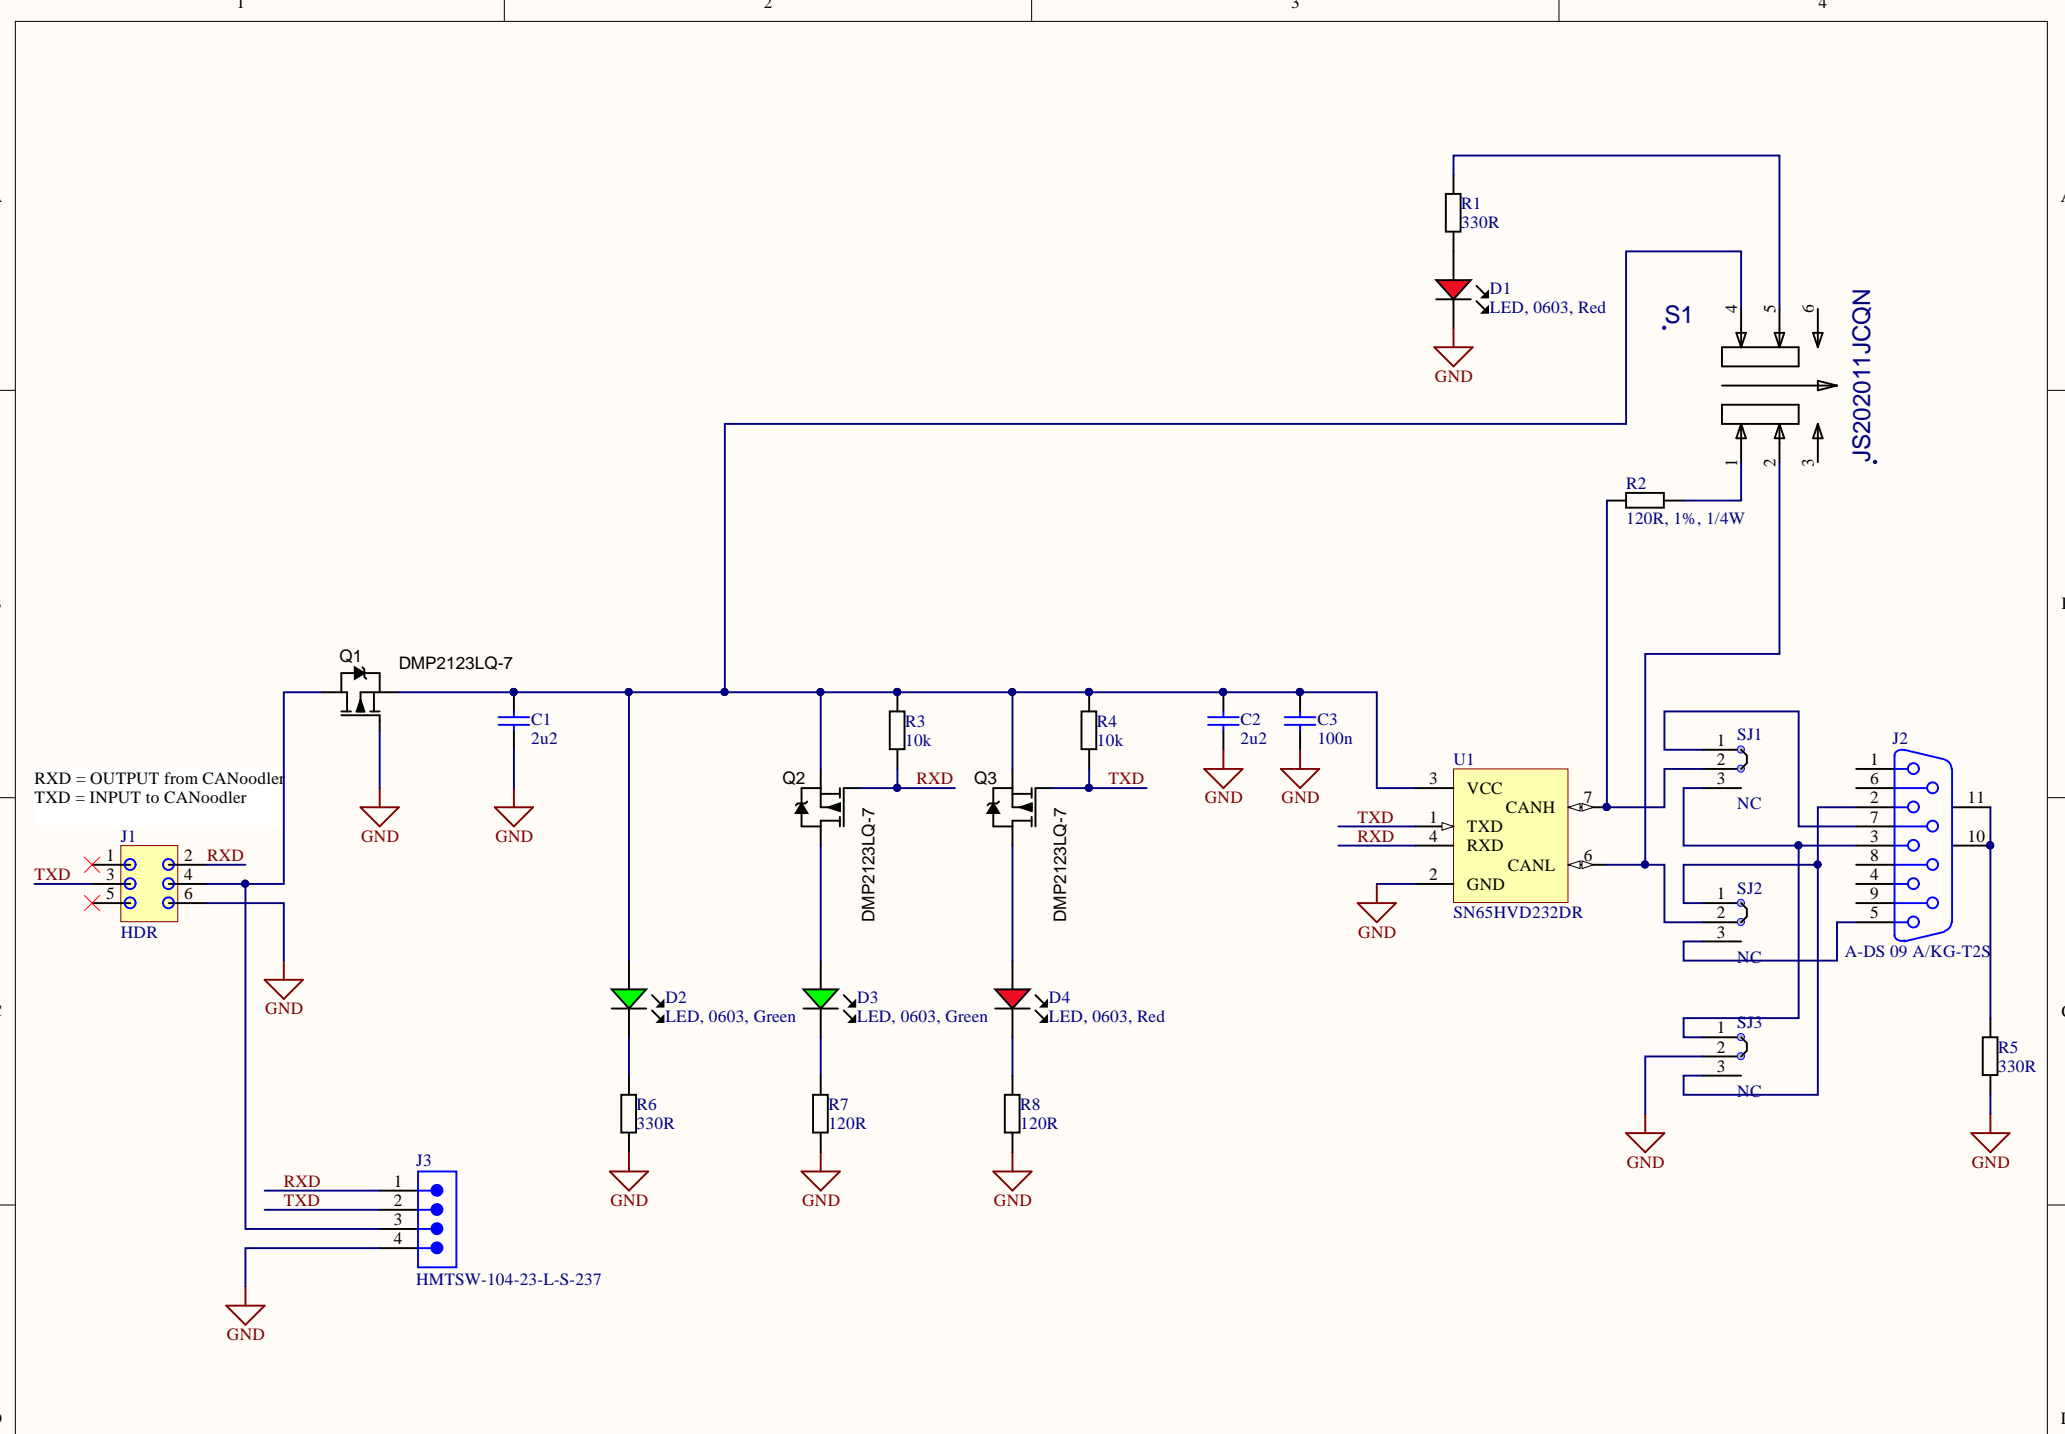 1
2
3
4
R1
330R
D1
LED, 0603, Red
GND
S1
4
5
6
JS202011JCQN
1
2
3
R2
120R, 1%, 1/4W
Q1
DMP2123LQ-7
GND
C1
2u2
GND
R3
10k
RXD
Q2
DMP2123LQ-7
R4
10k
TXD
Q3
DMP2123LQ-7
C2
2u2
GND
C3
100n
GND
RXD = OUTPUT from CANoodler
TXD = INPUT to CANoodler
J1
1
2
RXD
TXD
3
4
5
6
HDR
GND
U1
3
VCC
CANH
7
TXD
1
TXD
RXD
4
RXD
CANL
6
2
GND
GND
SN65HVD232DR
SJ1
1
2
3
NC
SJ2
1
2
3
NC
SJ3
1
2
3
NC
GND
J2
1
6
2
7
3
8
4
9
5
11
10
A-DS 09 A/KG-T2S
R5
330R
GND
D2
LED, 0603, Green
D3
LED, 0603, Green
D4
LED, 0603, Red
R6
330R
GND
R7
120R
GND
R8
120R
GND
J3
RXD
1
TXD
2
3
4
HMTSW-104-23-L-S-237
GND